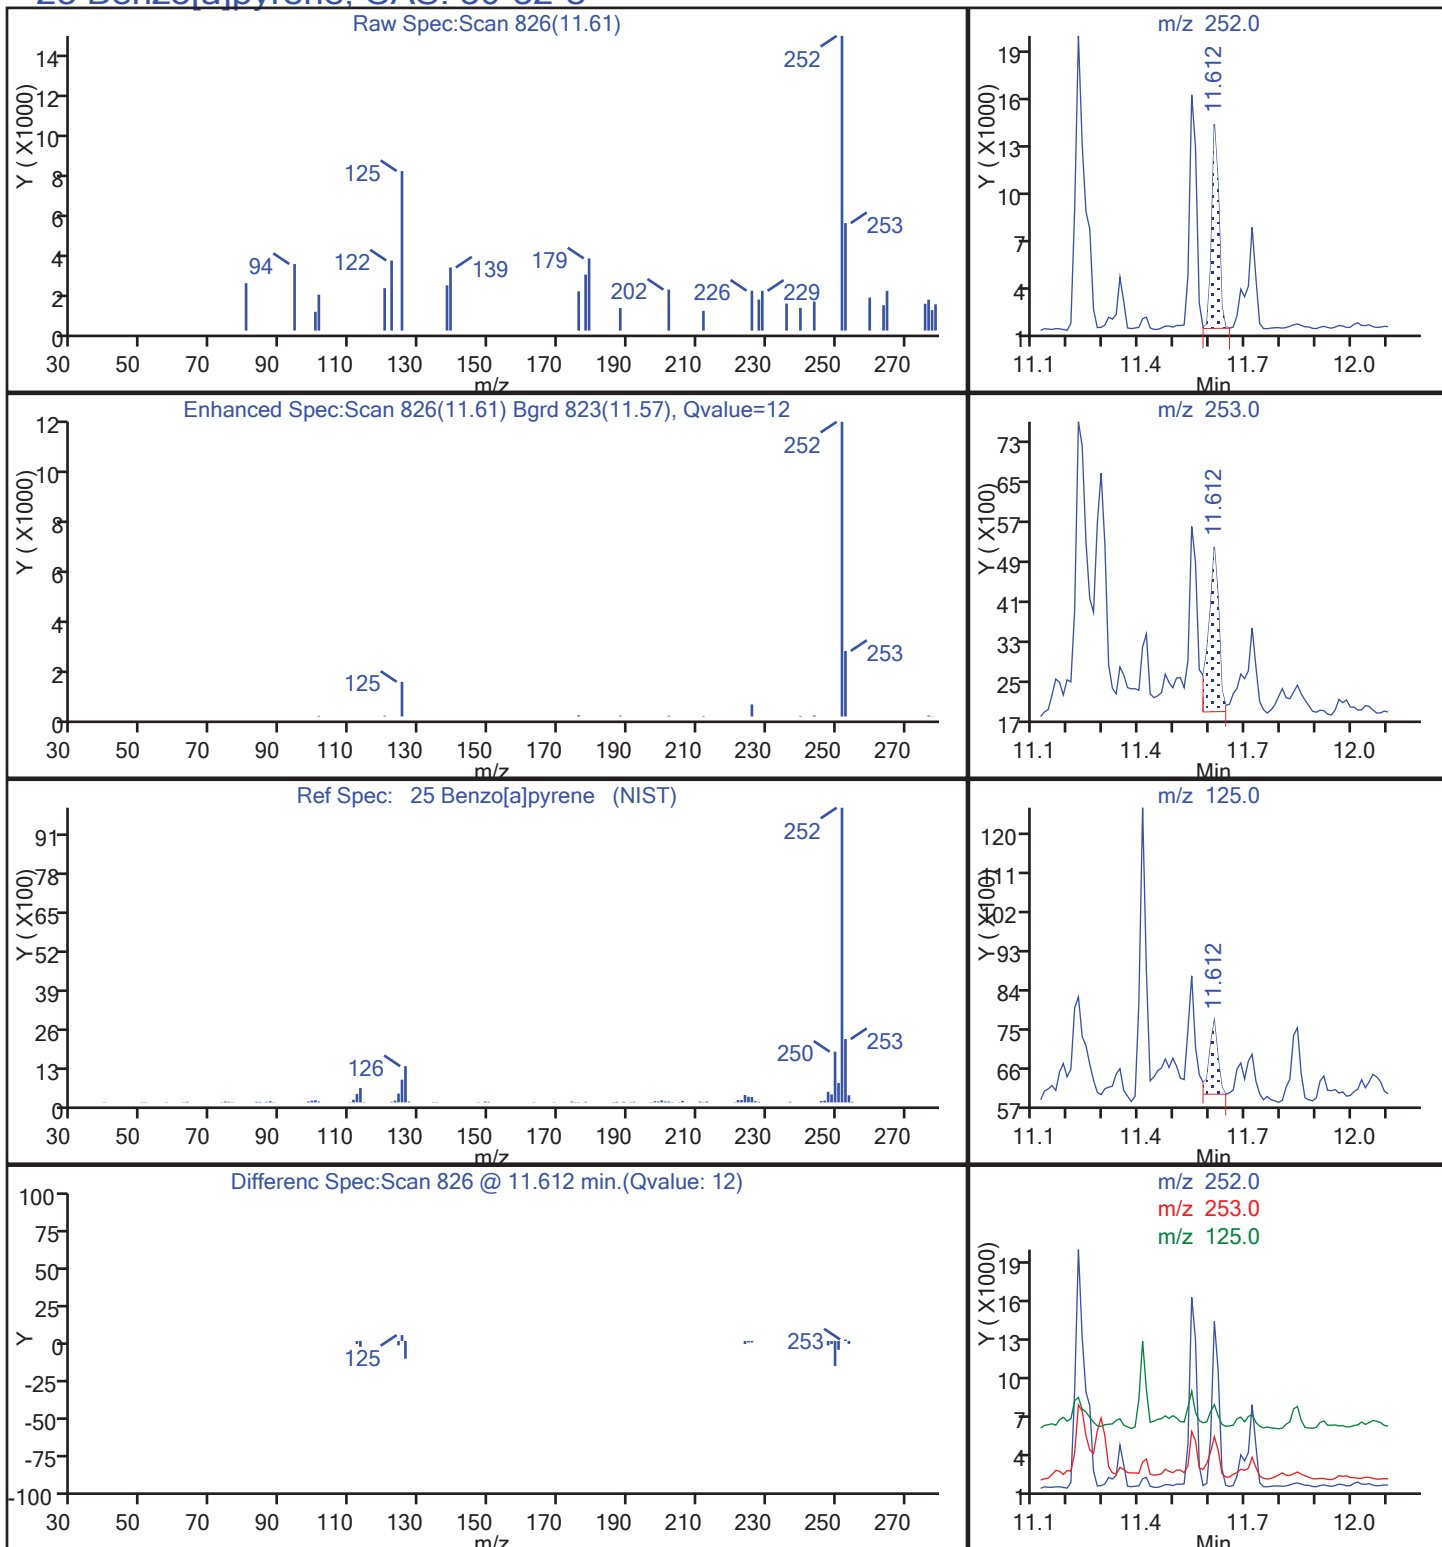 25 Benzo[a]pyrene, CAS: 50-32-8
Raw Spec:Scan 826(11.61)
Y ( X1000)
14
12
10
8
6
4
2
0
94
122
125
139
179
202
226
229
252
253
30 50 70 90 110 130 150 170 190 210 230 250 270
m/z
m/z 252.0
Y ( X1000)
19
16
13
10
7
4
1
11.612
11.1 11.4 11.7 12.0
Min
Enhanced Spec:Scan 826(11.61) Bgrd 823(11.57), Qvalue=12
Y ( X1000)
12
10
8
6
4
2
0
125
252
253
30 50 70 90 110 130 150 170 190 210 230 250 270
m/z
m/z 253.0
Y ( X100)
73
65
57
49
41
33
25
17
11.612
11.1 11.4 11.7 12.0
Min
Ref Spec: 25 Benzo[a]pyrene (NIST)
Y ( X100)
91
78
65
52
39
26
13
0
126
250
252
253
30 50 70 90 110 130 150 170 190 210 230 250 270
m/z
m/z 125.0
Y ( X100)
120
111
102
93
84
75
66
57
11.612
11.1 11.4 11.7 12.0
Min
Differenc Spec:Scan 826 @ 11.612 min.(Qvalue: 12)
Y
100
75
50
25
0
-25
-50
-75
-100
125
253
30 50 70 90 110 130 150 170 190 210 230 250 270
m/z
m/z 252.0
m/z 253.0
m/z 125.0
Y ( X1000)
19
16
13
10
7
4
1
11.1 11.4 11.7 12.0
Min